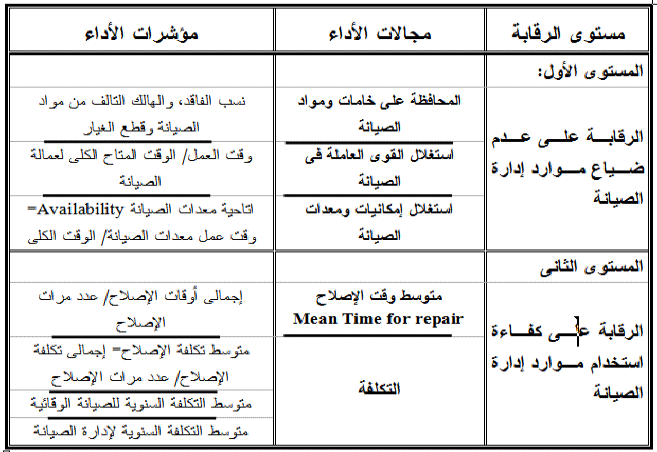 مستوى الرقابة
مجالات الأداء
مؤشرات الأداء
المستوى الأول:
الرقابة على عدم
ضياع موارد إدارة
الصيانة
المحافظة على خامات ومواد
الصيانة
نسب الفاقد، والهالك التالف من مواد
الصيانة وقطع الغيار
استغلال القوى العاملة فى
الصيانة
وقت العمل/ الوقت المتاح الكلى لعمالة
الصيانة
استغلال إمكانيات ومعدات
الصيانة
اتاحية معدات الصيانة Availability=
وقت عمل معدات الصيانة/ الوقت الكلى
المستوى الثانى
الرقابة على كفاءة
استخدام موارد إدارة
الصيانة
متوسط وقت الإصلاح
Mean Time for repair
إجمالى أوقات الإصلاح/ عدد مرات
الإصلاح
التكلفة
متوسط تكلفة الإصلاح= إجمالى تكلفة
الإصلاح/ عدد مرات الإصلاح
متوسط التكلفة السنوية للصيانة الوقائية
متوسط التكلفة السنوية لإدارة الصيانة